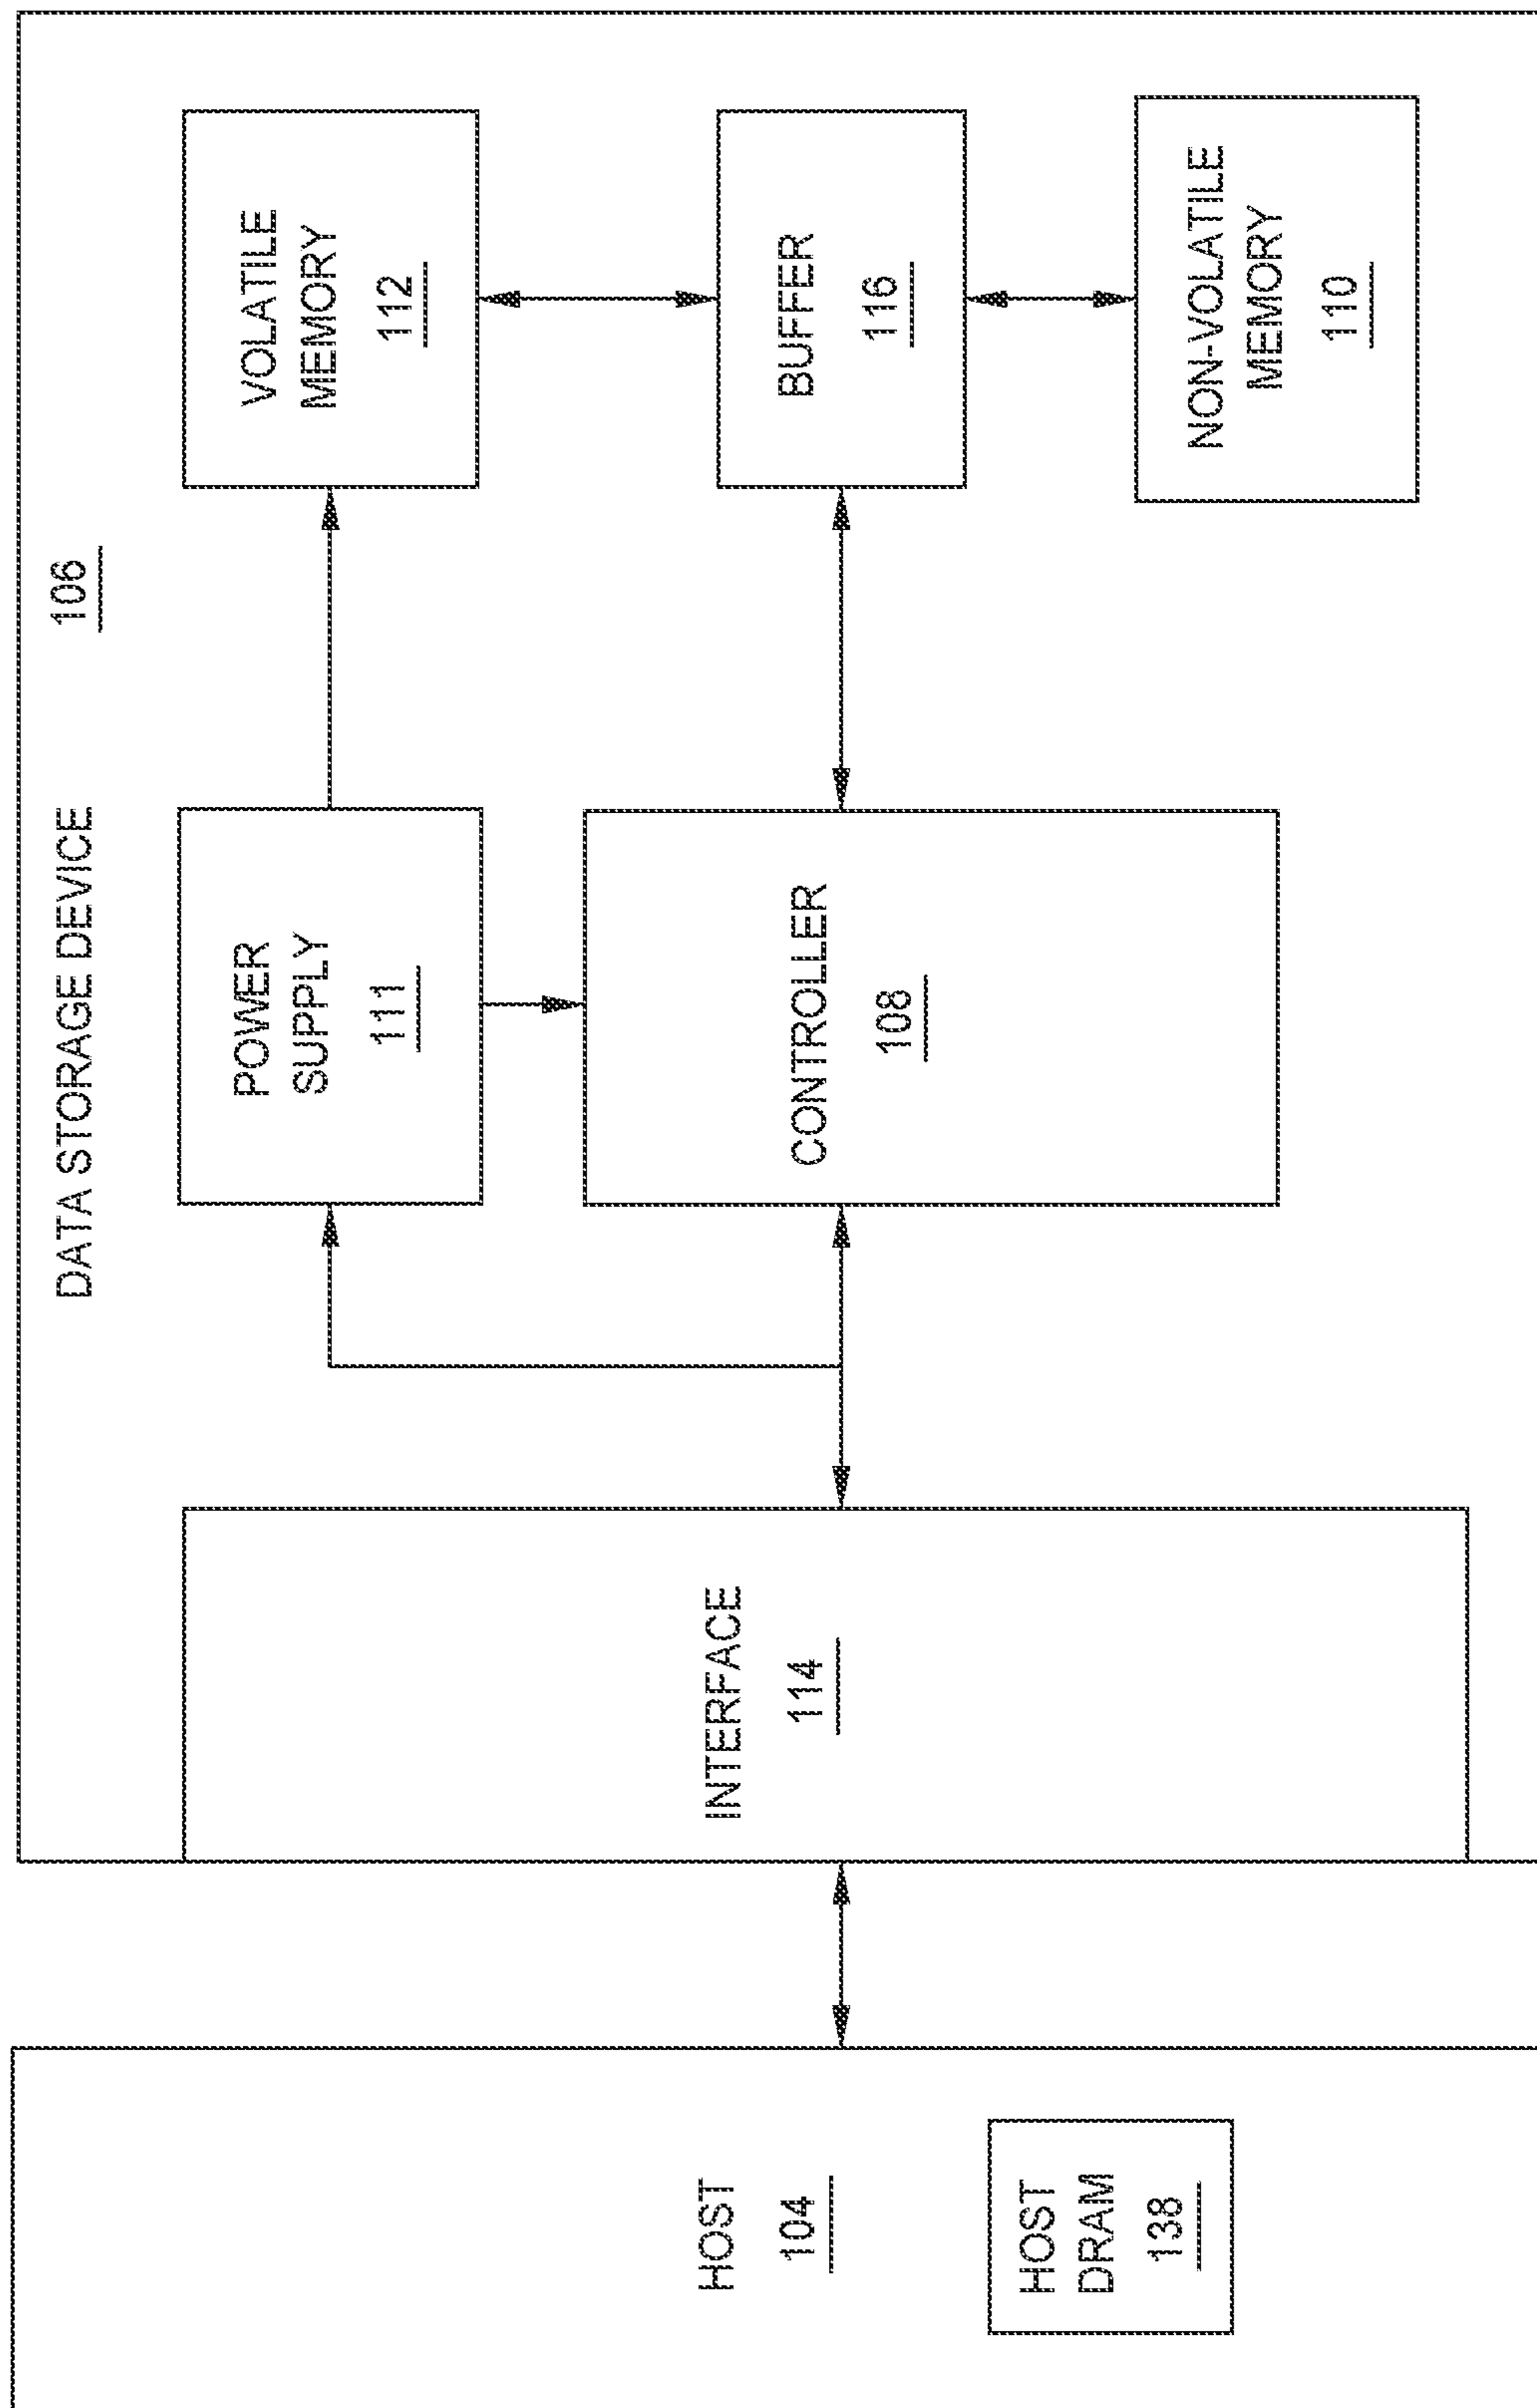 DATA STORAGE DEVICE
106
HOST
104
HOST
DRAM
138
INTERFACE
114
POWER
SUPPLY
111
CONTROLLER
108
VOLATILE
MEMORY
112
BUFFER
116
NON-VOLATILE
MEMORY
110